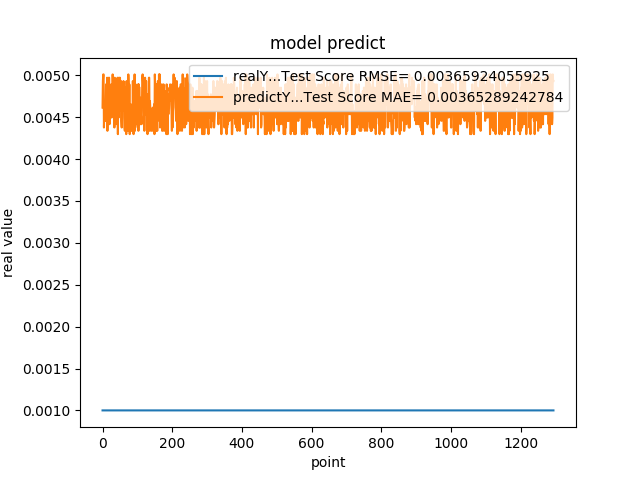 model predict
realY...Test Score RMSE= 0.00365924055925
predictY...Test Score MAE= 0.00365289242784
0.0050
0.0045
0.0040
0.0035
0.0030
0.0025
0.0020
0.0015
0.0010
real value
0 200 400 600 800 1000 1200
point